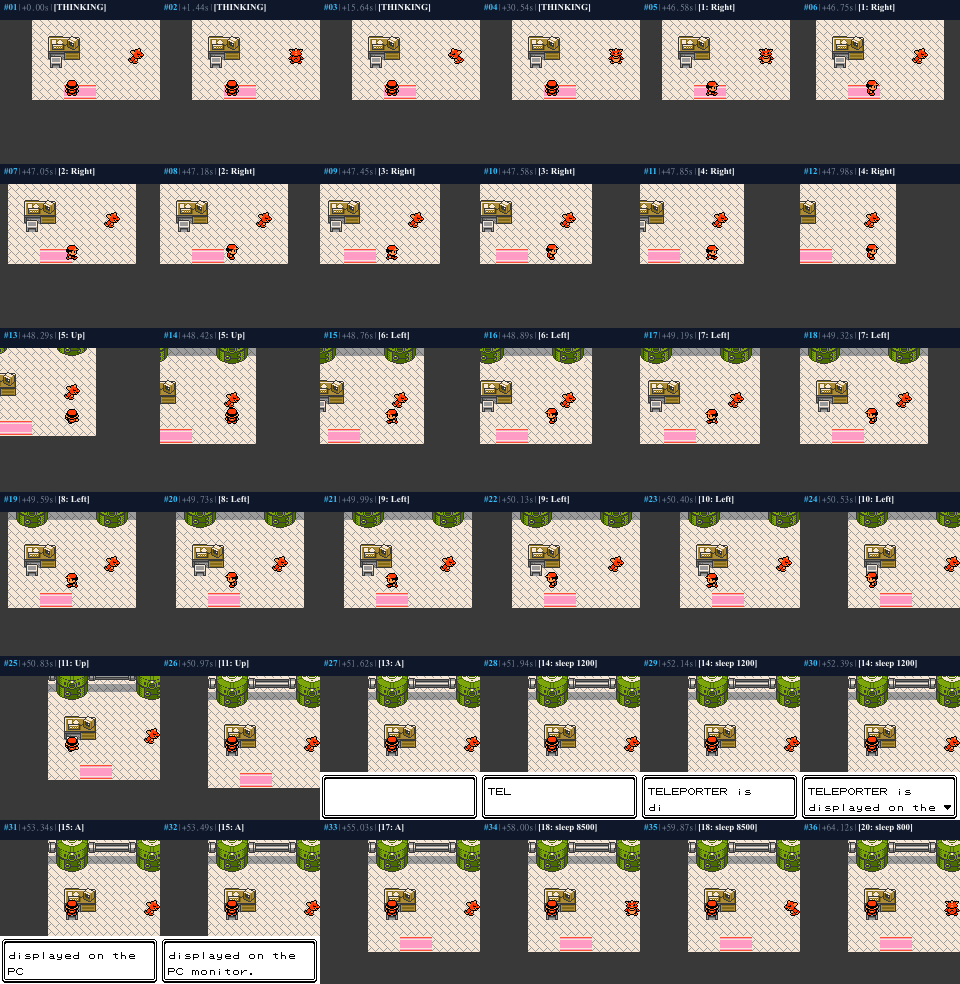 #01 | +0.00s | [THINKING]
#02 | +1.44s | [THINKING]
#03 | +15.64s | [THINKING]
#04 | +30.54s | [THINKING]
#05 | +46.58s | [1: Right]
#06 | +46.75s | [1: Right]
#07 | +47.05s | [2: Right]
#08 | +47.18s | [2: Right]
#09 | +47.45s | [3: Right]
#10 | +47.58s | [3: Right]
#11 | +47.85s | [4: Right]
#12 | +47.98s | [4: Right]
#13 | +48.29s | [5: Up]
#14 | +48.42s | [5: Up]
#15 | +48.76s | [6: Left]
#16 | +48.89s | [6: Left]
#17 | +49.19s | [7: Left]
#18 | +49.32s | [7: Left]
#19 | +49.59s | [8: Left]
#20 | +49.73s | [8: Left]
#21 | +49.99s | [9: Left]
#22 | +50.13s | [9: Left]
#23 | +50.40s | [10: Left]
#24 | +50.53s | [10: Left]
#25 | +50.83s | [11: Up]
#26 | +50.97s | [11: Up]
#27 | +51.62s | [13: A]
#28 | +51.94s | [14: sleep 1200]
#29 | +52.14s | [14: sleep 1200]
#30 | +52.39s | [14: sleep 1200]
TEL
TELEPORTER is
di
TELEPORTER is
displayed on the ▼
#31 | +53.34s | [15: A]
#32 | +53.49s | [15: A]
#33 | +55.03s | [17: A]
#34 | +58.00s | [18: sleep 8500]
#35 | +59.87s | [18: sleep 8500]
#36 | +64.12s | [20: sleep 800]
displayed on the
PC
displayed on the
PC monitor.